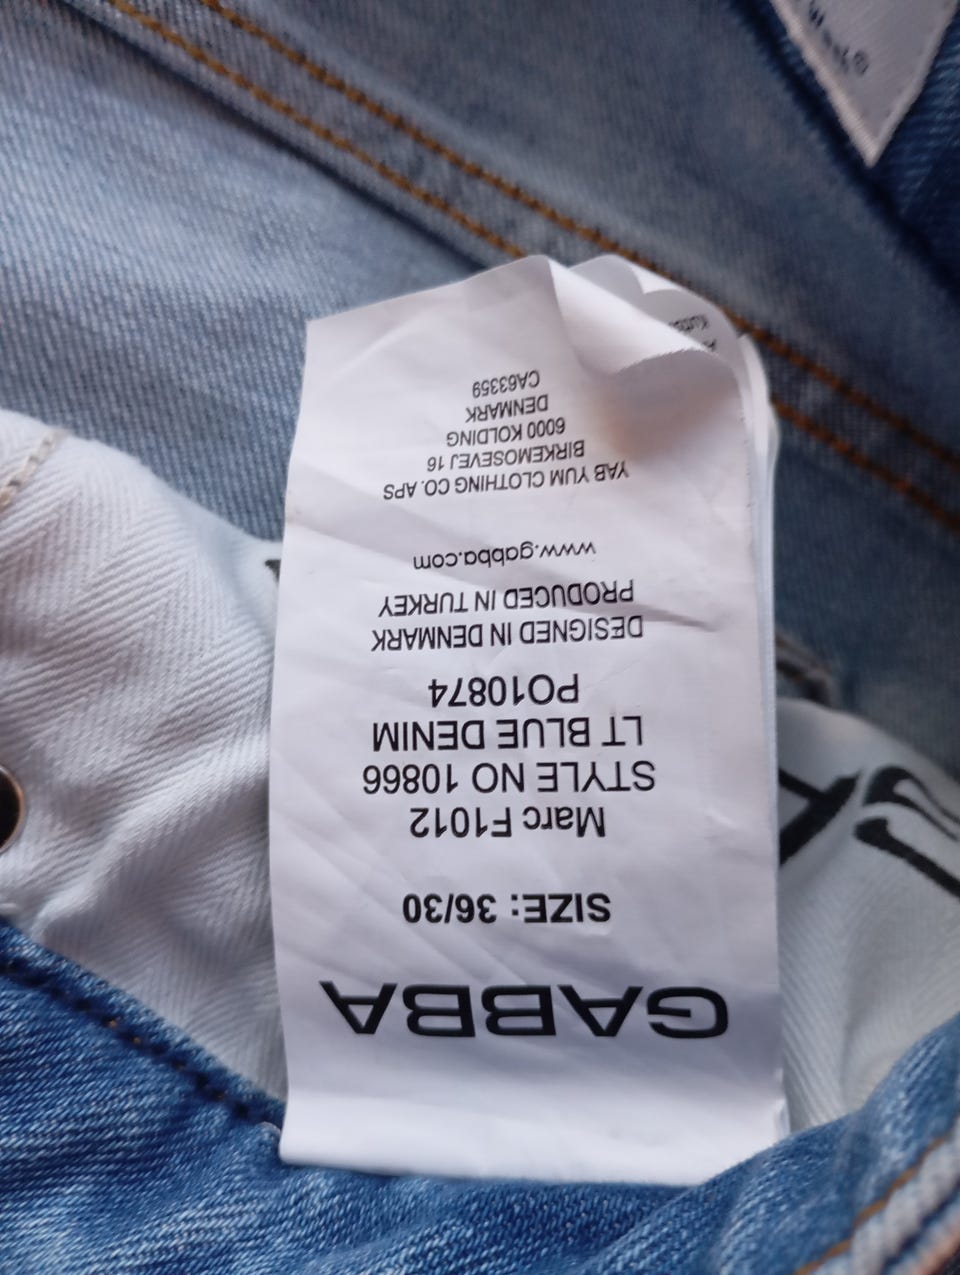 GABBA
SIZE: 36/30
Marc F1012
STYLE NO 10866
LT BLUE DENIM
PO10874
DESIGNED IN DENMARK
PRODUCED IN TURKEY
www.gabba.com
YAB YUM CLOTHING CO. APS
BIRKEMOSEVEJ 16
6000 KOLDING
DENMARK
CA63359